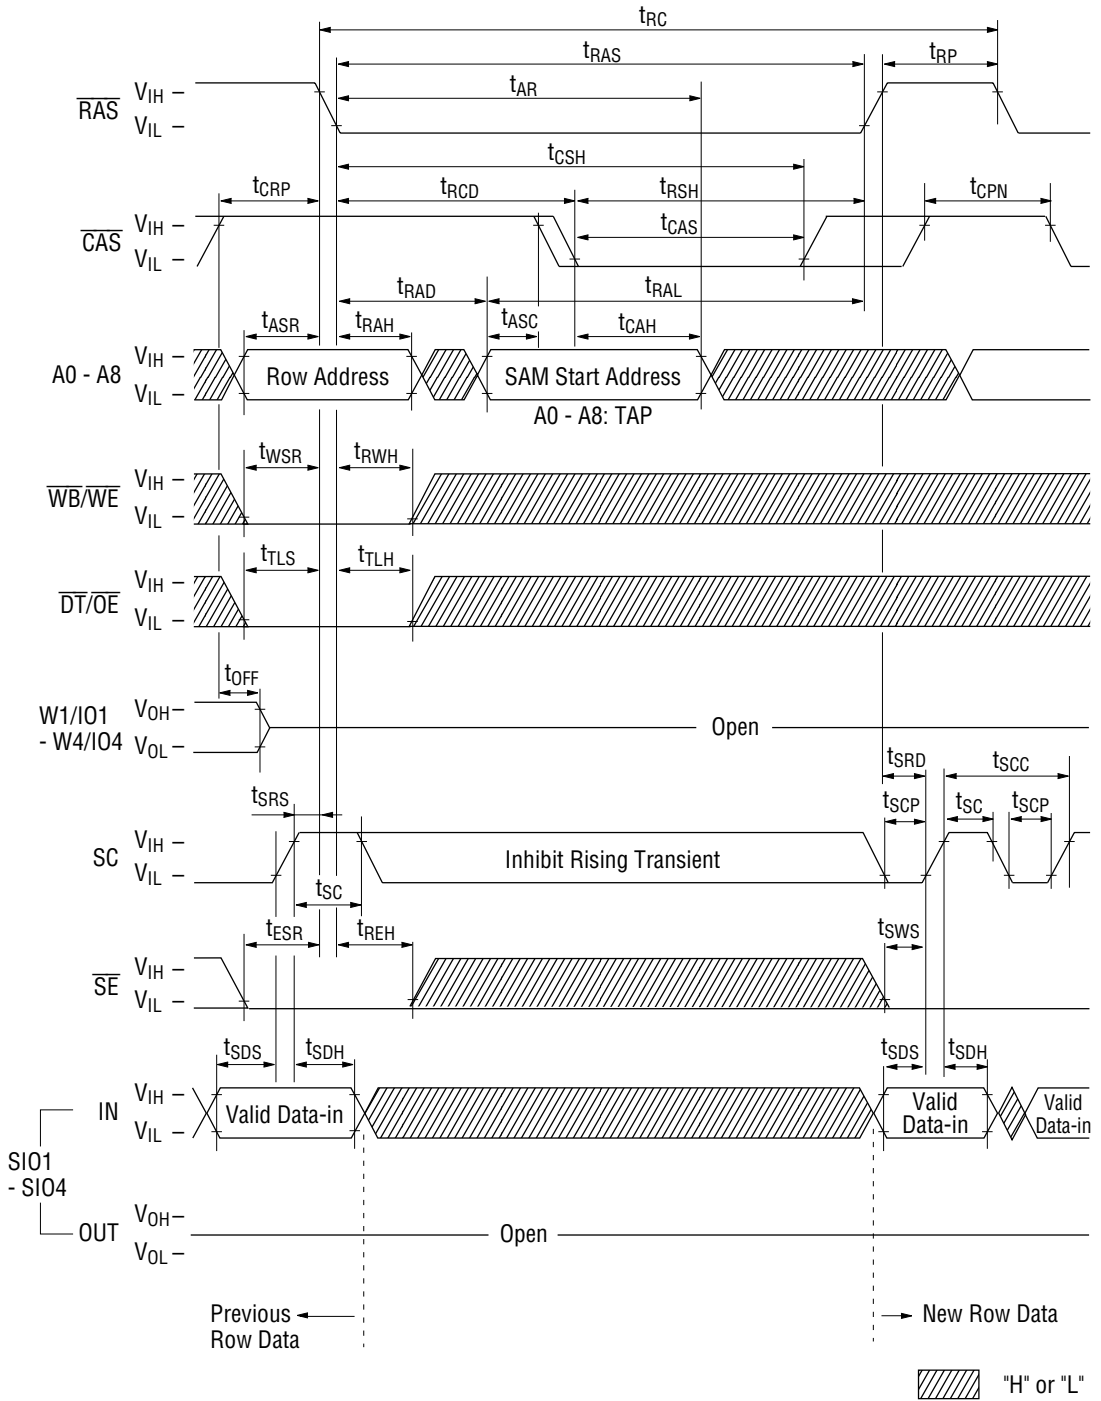 tRC
tRAS
tRP
tAR
RAS
VIH
VIL
tCSH
tCRP
tRCD
tRSH
tCPN
CAS
VIH
VIL
tCAS
tRAD
tRAL
tASR
tRAH
tASC
tCAH
A0 - A8
VIH
VIL
Row Address
SAM Start Address
A0 - A8: TAP
tWSR
tRWH
WB/WE
VIH
VIL
tTLS
tTLH
DT/OE
VIH
VIL
tOFF
W1/IO1
- W4/IO4
VOH
VOL
Open
tSRD
tSCC
tSRS
tSCP
tSC
tSCP
SC
VIH
VIL
Inhibit Rising Transient
tSC
tESR
tREH
tSWS
SE
VIH
VIL
tSDS
tSDH
tSDS
tSDH
SIO1
- SIO4
IN
VIH
VIL
Valid Data-in
Valid
Data-in
Valid
Data-in
OUT
VOH
VOL
Open
Previous
Row Data
New Row Data
"H" or "L"